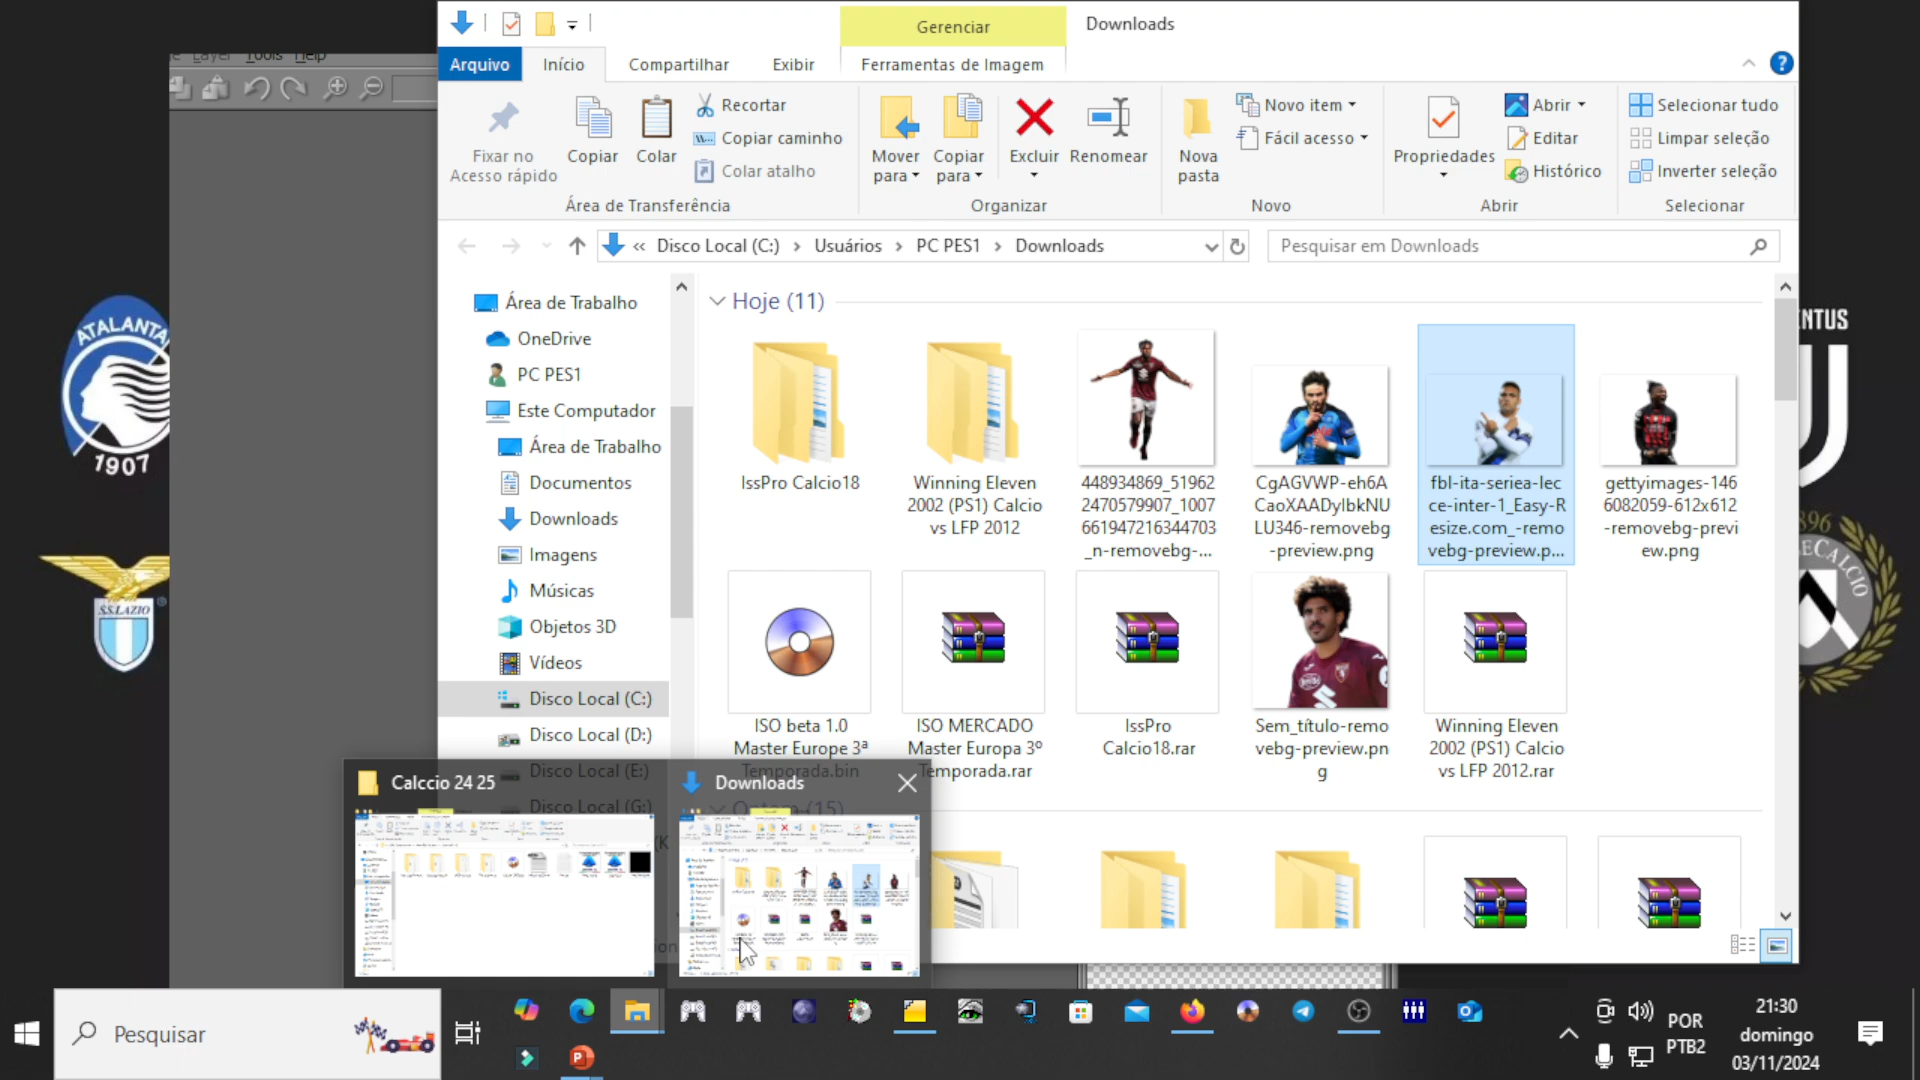 Layer Tools Help
Gerenciar
Downloads
Arquivo
Início
Compartilhar
Exibir
Ferramentas de Imagem
Fixar no
Acesso rápido
Copiar
Colar
Recortar
Copiar caminho
Colar atalho
Área de Transferência
Mover
para
Copiar
para
Excluir
Renomear
Organizar
Nova
pasta
Novo item
Fácil acesso
Novo
Propriedades
Abrir
Editar
Histórico
Abrir
Selecionar tudo
Limpar seleção
Inverter seleção
Selecionar
« Disco Local (C:) › Usuários › PC PES1 › Downloads
Pesquisar em Downloads
Área de Trabalho
OneDrive
PC PES1
Este Computador
Área de Trabalho
Documentos
Downloads
Imagens
Músicas
Objetos 3D
Vídeos
Disco Local (C:)
Disco Local (D:)
Disco Local (E:)
Disco Local (G:)
Hoje (11)
IssPro Calcio18
Winning Eleven
2002 (PS1) Calcio
vs LFP 2012
448934869_51962
2470579907_1007
661947216344703
_n-removebg-...
CgAGVWP-eh6A
CaoXAADylbkNU
LU346-removebg
-preview.png
fbl-ita-seriea-lec
ce-inter-1_Easy-R
esize.com_-remo
vebg-preview.p...
gettyimages-146
6082059-612x612
-removebg-previ
ew.png
ISO beta 1.0
Master Europe 3ª
Temporada.bin
ISO MERCADO
Master Europa 3º
Temporada.rar
IssPro
Calcio18.rar
Sem_título-remo
vebg-preview.pn
g
Winning Eleven
2002 (PS1) Calcio
vs LFP 2012.rar
Ontem (15)
Calccio 24 25
Downloads
ATALANTA
1907
S.S.LAZIO
NTUS
896
ECALCIO
Pesquisar
POR
PTB2
21:30
domingo
03/11/2024